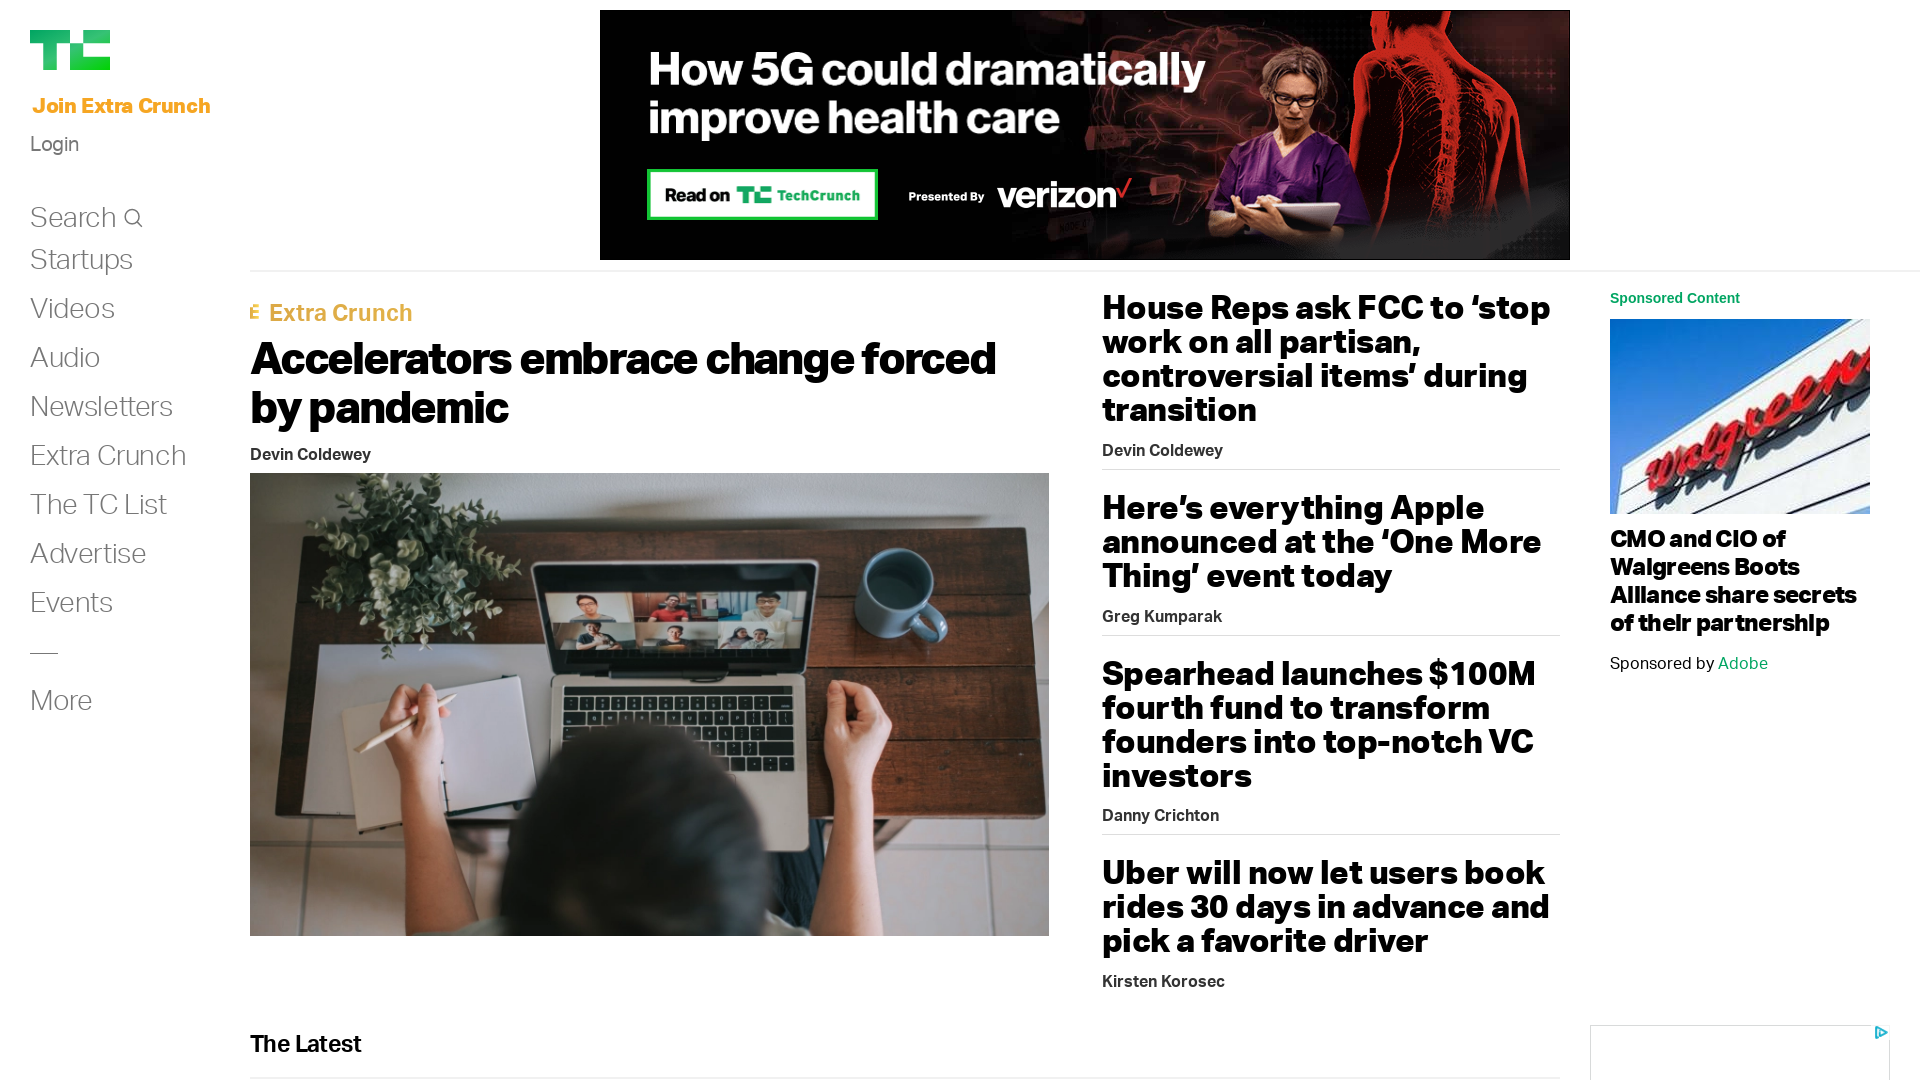 Join Extra Crunch
Login
Search
Startups
Videos
Audio
Newsletters
Extra Crunch
The TC List
Advertise
Events
—
More
How 5G could dramatically
improve health care
Read on TC TechCrunch
Presented By verizon
Extra Crunch
Accelerators embrace change forced
by pandemic
Devin Coldewey
House Reps ask FCC to ‘stop
work on all partisan,
controversial items’ during
transition
Devin Coldewey
Here’s everything Apple
announced at the ‘One More
Thing’ event today
Greg Kumparak
Spearhead launches $100M
fourth fund to transform
founders into top-notch VC
investors
Danny Crichton
Uber will now let users book
rides 30 days in advance and
pick a favorite driver
Kirsten Korosec
Sponsored Content
Walgreens
CMO and CIO of
Walgreens Boots
Alliance share secrets
of their partnership
Sponsored by Adobe
The Latest